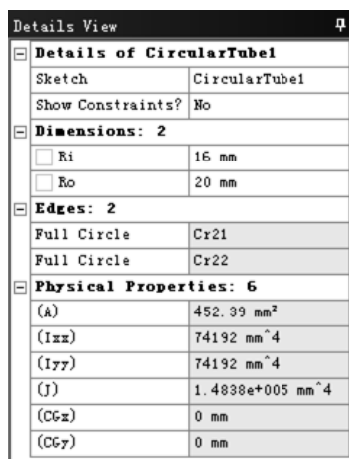 Details View
Details of CircularTube1
Sketch CircularTube1
Show Constraints? No
Dimensions: 2
Ri 16 mm
Ro 20 mm
Edges: 2
Full Circle Cr21
Full Circle Cr22
Physical Properties: 6
(A) 452.39 mm²
(Ixx) 74192 mm^4
(Iyy) 74192 mm^4
(J) 1.4838e+005 mm^4
(CGx) 0 mm
(CGy) 0 mm